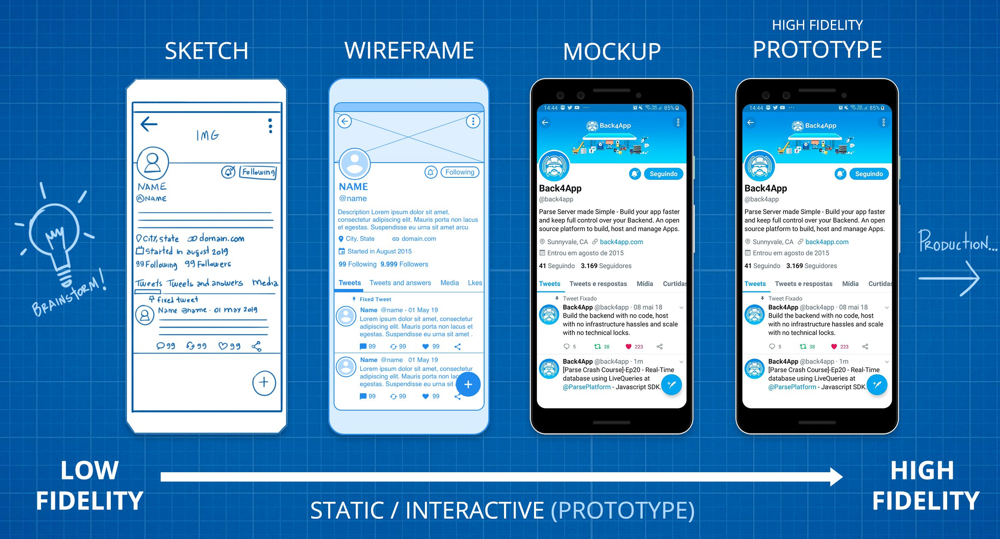 SKETCH
WIREFRAME
MOCKUP
HIGH FIDELITY
PROTOTYPE
BRAINSTORM!
IMG
Following
NAME
@NAME
City, state domain.com
Started in august 2019
99 Following 99 Followers
Tweets Tweets and answers Media
fixed tweet
Name @name · 01 may 2019
99 99 99
Following
NAME
@name
Description Lorem ipsum dolor sit amet,
consectetur adipiscing elit. Mauris porta non lacus
et egestas. Suspendisse eu urna sit amet arcu
City, State domain.com
Started in August 2015
99 Following 9.999 Followers
Tweets Tweets and answers Media Lkes
Fixed Tweet
Name @name - 01 May 19
Lorem ipsum dolor sit amet, consectetur
adipiscing elit. Mauris porta non lacus et
egestas. Suspendisse eu urna sit amet .
99 99 99
Name @name 01 May 19
Lorem ipsum dolor sit amet, consectetur
adipiscing elit. Mauris porta non
egestas. Suspendisse eu urna sit
99 99 99
14:44 ··· 85%
Back4App
Seguindo
Back4App
@back4app
Parse Server made Simple - Build your app faster
and keep full control over your Backend. An open
source platform to build, host and manage Apps.
Sunnyvale, CA back4app.com
Entrou em agosto de 2015
41 Seguindo 3.169 Seguidores
Tweets Tweets e respostas Mídia Curtidas
Tweet Fixado
Back4App @back4app · 08 mai 18
Build the backend with no code, host
with no infrastructure hassles and scale
with no technical locks.
5 38 223
Back4App @back4app · 1m
[Parse Crash Course]-Ep20 - Real-Time
database using LiveQueries at
@ParsePlatform - Javascript SDK.
14:44 ··· 85%
Back4App
Seguindo
Back4App
@back4app
Parse Server made Simple - Build your app faster
and keep full control over your Backend. An open
source platform to build, host and manage Apps.
Sunnyvale, CA back4app.com
Entrou em agosto de 2015
41 Seguindo 3.169 Seguidores
Tweets Tweets e respostas Mídia Curtidas
Tweet Fixado
Back4App @back4app · 08 mai 18
Build the backend with no code, host
with no infrastructure hassles and scale
with no technical locks.
5 38 223
Back4App @back4app · 1m
[Parse Crash Course]-Ep20 - Real-Time
database using LiveQueries at
@ParsePlatform - Javascript SDK.
PRODUCTION...
LOW
FIDELITY
STATIC / INTERACTIVE (PROTOTYPE)
HIGH
FIDELITY